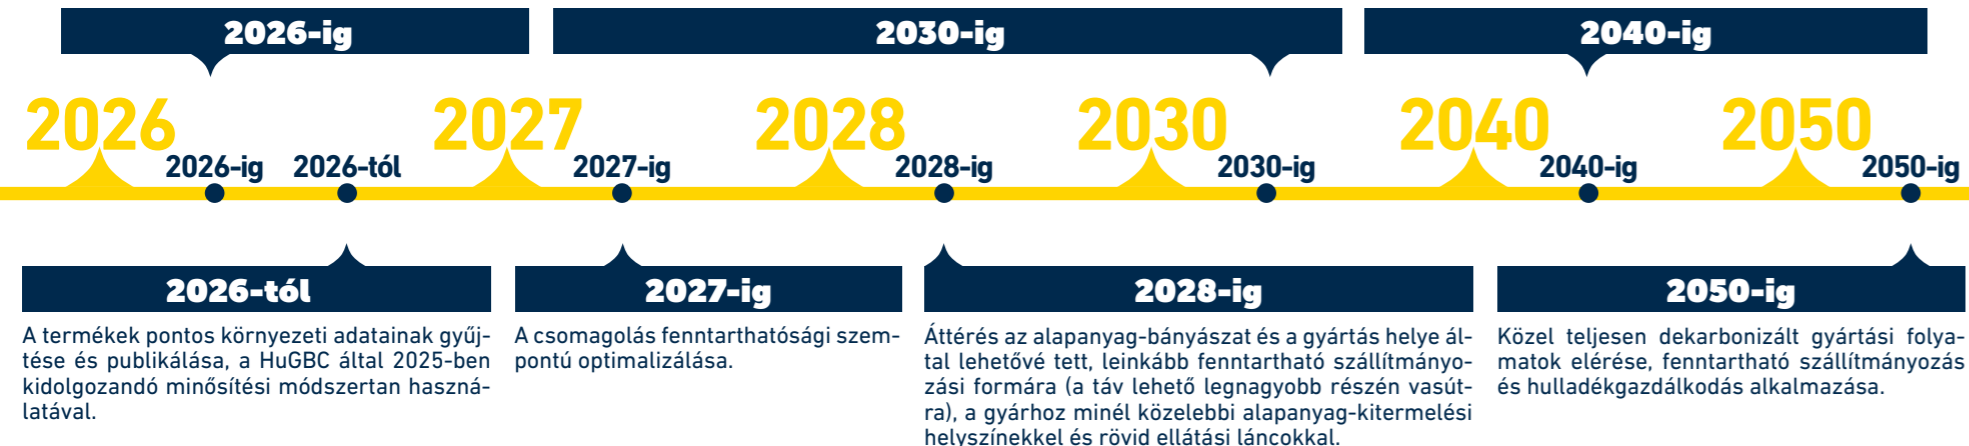 2026-ig
2030-ig
2040-ig
2026
2027
2028
2030
2040
2050
2026-ig
2026-tól
2027-ig
2028-ig
2030-ig
2040-ig
2050-ig
2026-tól
A termékek pontos környezeti adatainak gyűj-
tése és publikálása, a HuGBC által 2025-ben
kidolgozandó minősítési módszertan haszná-
latával.
2027-ig
A csomagolás fenntarthatósági szem-
pontú optimalizálása.
2028-ig
Áttérés az alapanyag-bányászat és a gyártás helye ál-
tal lehetővé tett, leinkább fenntartható szállítmányo-
zási formára (a táv lehető legnagyobb részén vasút-
ra), a gyárhoz minél közelebbi alapanyag-kitermelési
helyszínekkel és rövid ellátási láncokkal.
2050-ig
Közel teljesen dekarbonizált gyártási folya-
matok elérése, fenntartható szállítmányozás
és hulladékgazdálkodás alkalmazása.